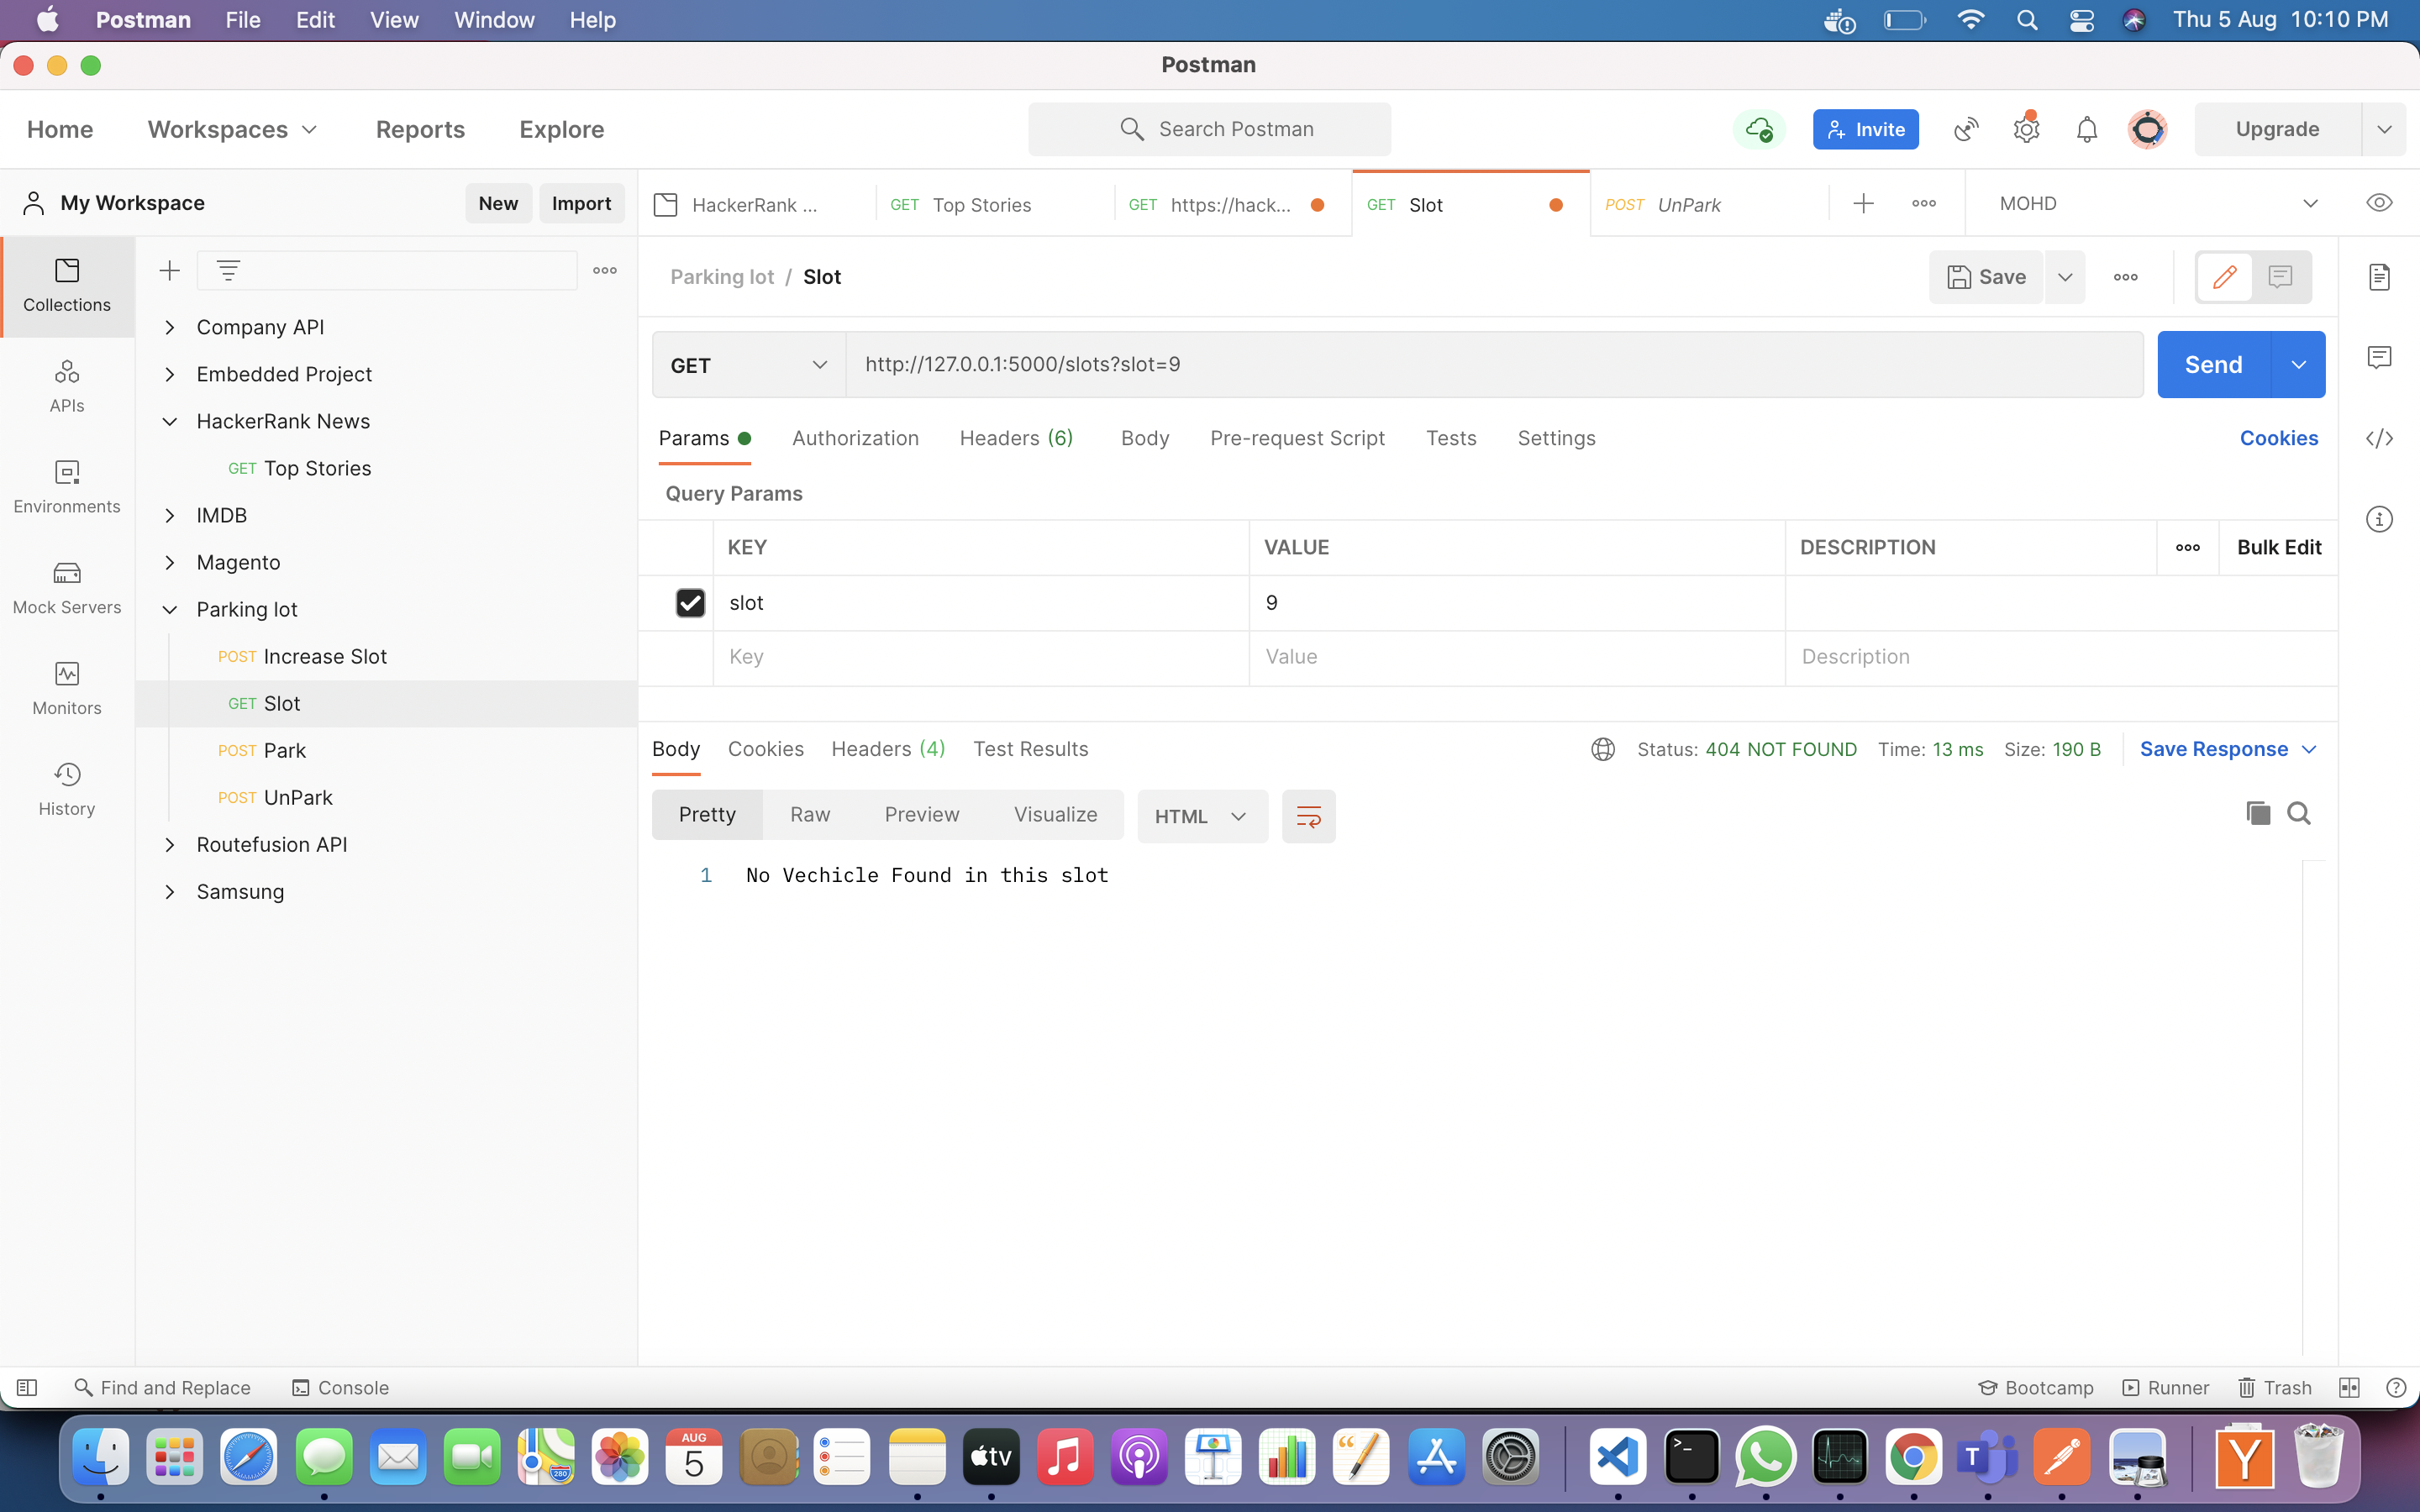 Postman File Edit View Window Help Thu 5 Aug 10:10 PM
Postman
Home Workspaces Reports Explore Search Postman Invite Upgrade
My Workspace New Import
HackerRank ... GET Top Stories GET https://hack... GET Slot POST UnPark ooo MOHD
Collections
APIs
Environments
Mock Servers
Monitors
History
ooo
Company API
Embedded Project
HackerRank News
GET Top Stories
IMDB
Magento
Parking lot
POST Increase Slot
GET Slot
POST Park
POST UnPark
Routefusion API
Samsung
Parking lot / Slot Save ooo
GET http://127.0.0.1:5000/slots?slot=9 Send
Params Authorization Headers (6) Body Pre-request Script Tests Settings Cookies
Query Params
KEY VALUE DESCRIPTION ooo Bulk Edit
slot 9
Key Value Description
Body Cookies Headers (4) Test Results Status: 404 NOT FOUND Time: 13 ms Size: 190 B Save Response
Pretty Raw Preview Visualize HTML
1 No Vechicle Found in this slot
Find and Replace Console Bootcamp Runner Trash
AUG
5
tv
280
T
Y